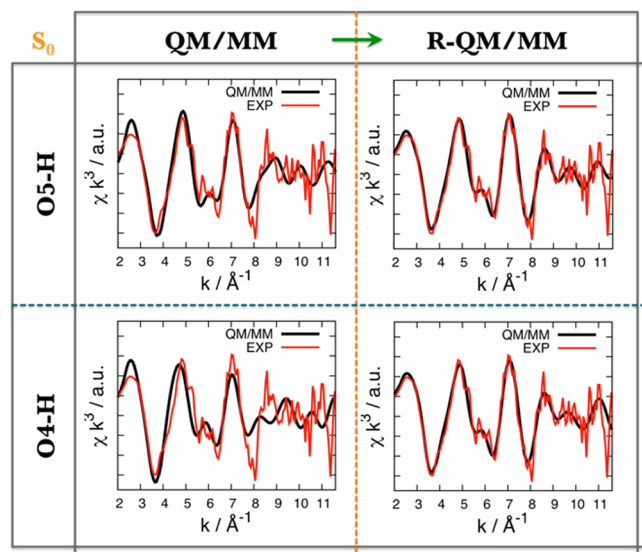 S₀ QM/MM → R-QM/MM
O5-H
QM/MM
EXP
χ k³ / a.u.
2 3 4 5 6 7 8 9 10 11
k / Å⁻¹
QM/MM
EXP
χ k³ / a.u.
2 3 4 5 6 7 8 9 10 11
k / Å⁻¹
O4-H
QM/MM
EXP
χ k³ / a.u.
2 3 4 5 6 7 8 9 10 11
k / Å⁻¹
QM/MM
EXP
χ k³ / a.u.
2 3 4 5 6 7 8 9 10 11
k / Å⁻¹